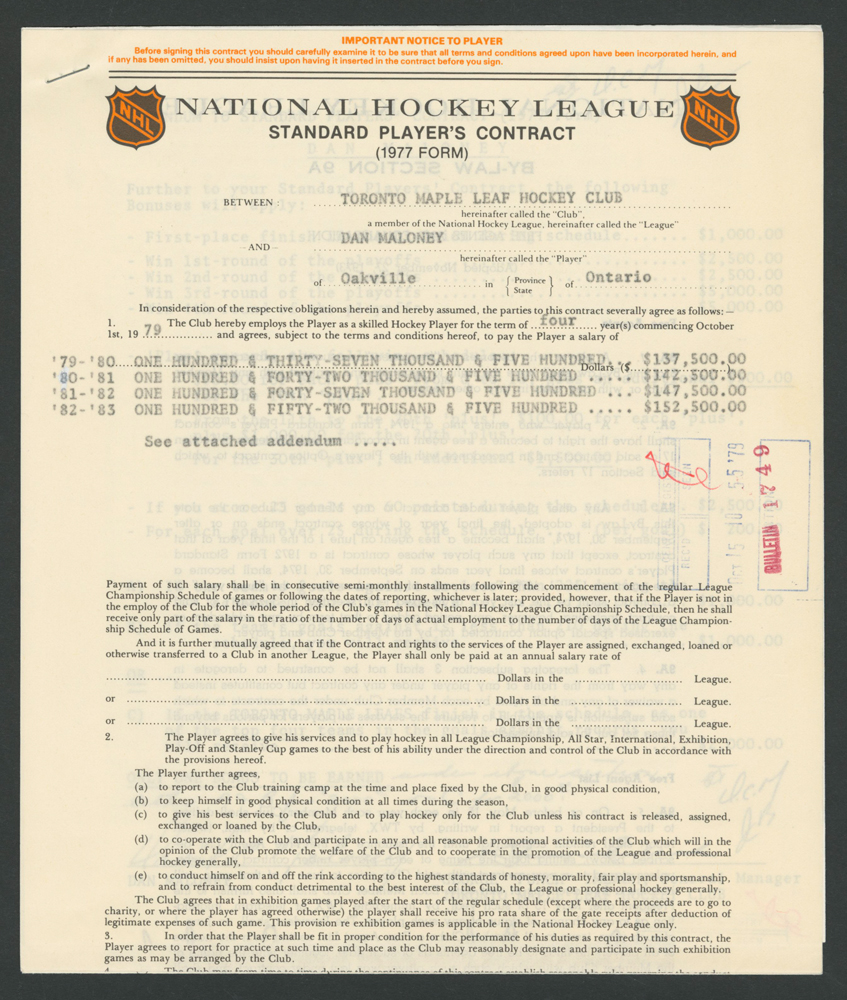 IMPORTANT NOTICE TO PLAYER
Before signing this contract you should carefully examine it to be sure that all terms and conditions agreed upon have been incorporated herein, and
if any has been omitted, you should insist upon having it inserted in the contract before you sign.
NHL NATIONAL HOCKEY LEAGUE NHL
STANDARD PLAYER'S CONTRACT
(1977 FORM)
BETWEEN: TORONTO MAPLE LEAF HOCKEY CLUB
hereinafter called the "Club",
a member of the National Hockey League, hereinafter called the "League"
—AND— DAN MALONEY
hereinafter called the "Player"
of Oakville in { Province State } of Ontario
In consideration of the respective obligations herein and hereby assumed, the parties to this contract severally agree as follows:—
1. The Club hereby employs the Player as a skilled Hockey Player for the term of four year(s) commencing October
1st, 19 79 and agrees, subject to the terms and conditions hereof, to pay the Player a salary of
'79-'80 ONE HUNDRED & THIRTY-SEVEN THOUSAND & FIVE HUNDRED.. Dollars ($ $137,500.00
'80-'81 ONE HUNDRED & FORTY-TWO THOUSAND & FIVE HUNDRED ..... $142,500.00
'81-'82 ONE HUNDRED & FORTY-SEVEN THOUSAND & FIVE HUNDRED ... $147,500.00
'82-'83 ONE HUNDRED & FIFTY-TWO THOUSAND & FIVE HUNDRED ..... $152,500.00
See attached addendum .....
BULLETIN 1749
Payment of such salary shall be in consecutive semi-monthly installments following the commencement of the regular League
Championship Schedule of games or following the dates of reporting, whichever is later; provided, however, that if the Player is not in
the employ of the Club for the whole period of the Club's games in the National Hockey League Championship Schedule, then he shall
receive only part of the salary in the ratio of the number of days of actual employment to the number of days of the League Champion-
ship Schedule of Games.
And it is further mutually agreed that if the Contract and rights to the services of the Player are assigned, exchanged, loaned or
otherwise transferred to a Club in another League, the Player shall only be paid at an annual salary rate of
Dollars in the League.
or Dollars in the League.
or Dollars in the League.
2. The Player agrees to give his services and to play hockey in all League Championship, All Star, International, Exhibition,
Play-Off and Stanley Cup games to the best of his ability under the direction and control of the Club in accordance with
the provisions hereof.
The Player further agrees,
(a) to report to the Club training camp at the time and place fixed by the Club, in good physical condition,
(b) to keep himself in good physical condition at all times during the season,
(c) to give his best services to the Club and to play hockey only for the Club unless his contract is released, assigned,
exchanged or loaned by the Club,
(d) to co-operate with the Club and participate in any and all reasonable promotional activities of the Club which will in the
opinion of the Club promote the welfare of the Club and to cooperate in the promotion of the League and professional
hockey generally,
(e) to conduct himself on and off the rink according to the highest standards of honesty, morality, fair play and sportsmanship,
and to refrain from conduct detrimental to the best interest of the Club, the League or professional hockey generally.
The Club agrees that in exhibition games played after the start of the regular schedule (except where the proceeds are to go to
charity, or where the player has agreed otherwise) the player shall receive his pro rata share of the gate receipts after deduction of
legitimate expenses of such game. This provision re exhibition games is applicable in the National Hockey League only.
3. In order that the Player shall be fit in proper condition for the performance of his duties as required by this contract, the
Player agrees to report for practice at such time and place as the Club may reasonably designate and participate in such exhibition
games as may be arranged by the Club.